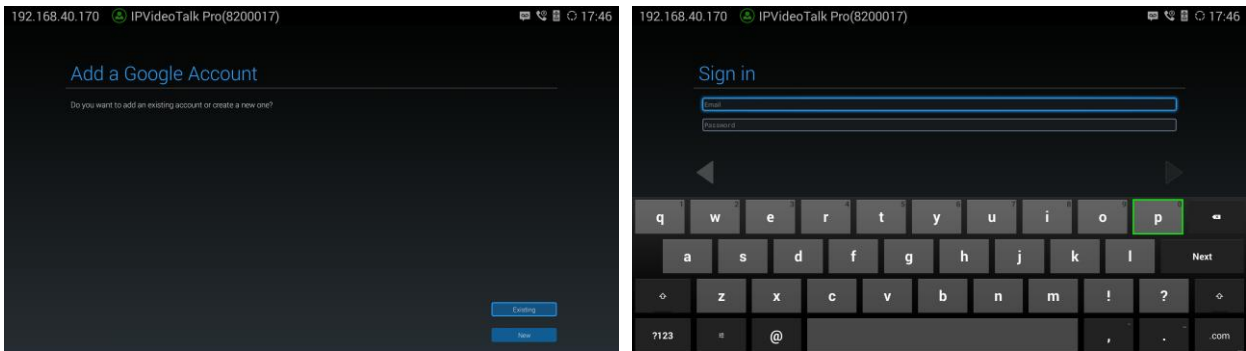 192.168.40.170 IPVideoTalk Pro(8200017) 17:46
Add a Google Account
Do you want to add an existing account or create a new one?
Existing
New
192.168.40.170 IPVideoTalk Pro(8200017) 17:46
Sign in
Email
Password
q w e r t y u i o p
a s d f g h j k l Next
z x c v b n m ! ?
?123 @ , . .com